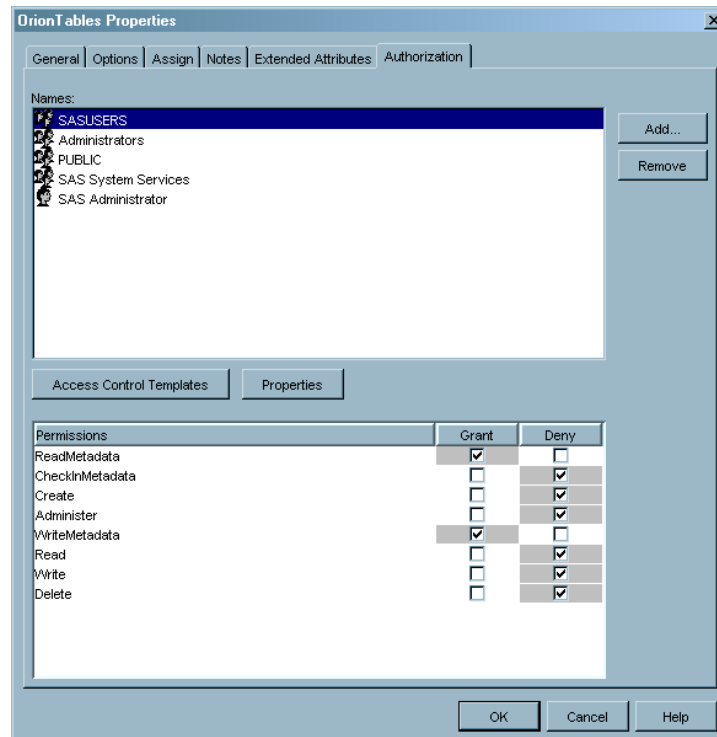 OrionTables Properties
General Options Assign Notes Extended Attributes Authorization
Names:
SASUSERS
Administrators
PUBLIC
SAS System Services
SAS Administrator
Add...
Remove
Access Control Templates Properties
Permissions Grant Deny
ReadMetadata
CheckInMetadata
Create
Administer
WriteMetadata
Read
Write
Delete
OK Cancel Help